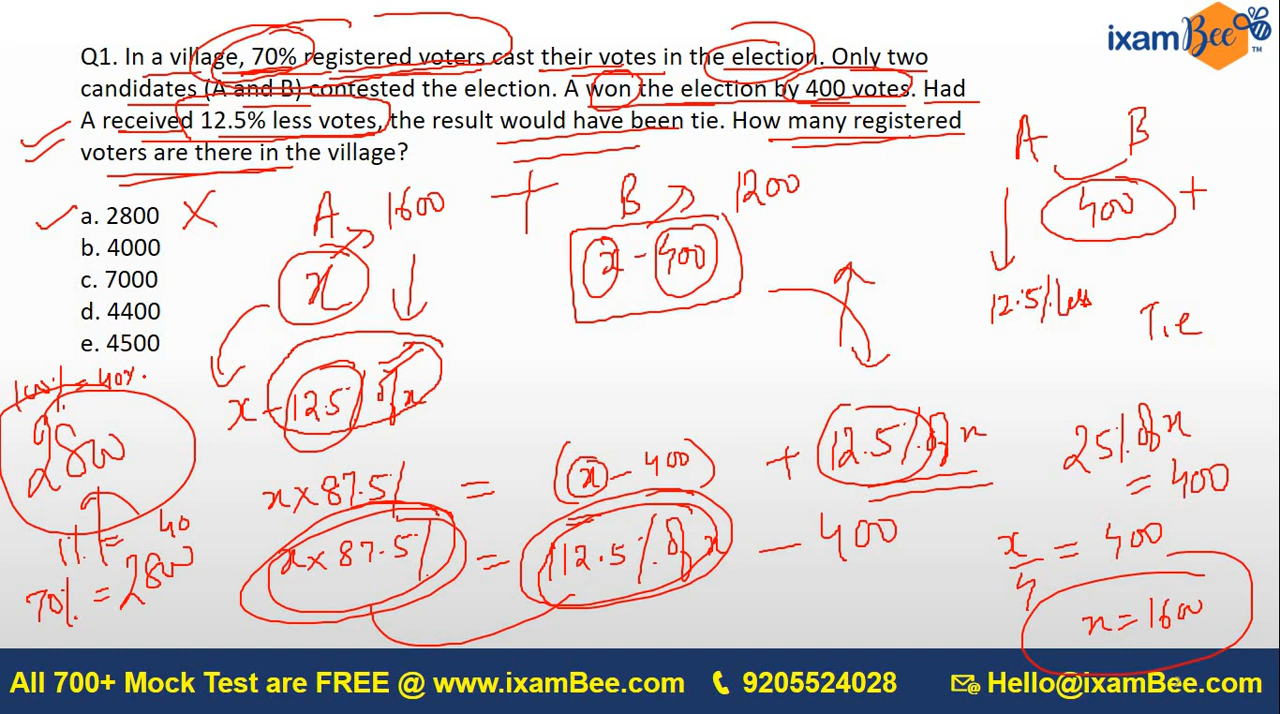 ixamBee
TM
Q1. In a village, 70% registered voters cast their votes in the election. Only two
candidates (A and B) contested the election. A won the election by 400 votes. Had
A received 12.5% less votes, the result would have been tie. How many registered
voters are there in the village?
A B
400 +
12.5% less
Tie
A 1600 B 1200
a. 2800 X
b. 4000
c. 7000
d. 4400
e. 4500
x x - 400
x - 12.5% of x
100% = 40x.
2800
1% = 40
70% = 2800
x x 87.5% = (x - 400) + 12.5% of x
x x 87.5% = 112.5% of x - 400
25% of x
= 400
x/4 = 400
x = 1600
All 700+ Mock Test are FREE @ www.ixamBee.com 9205524028 Hello@ixamBee.com